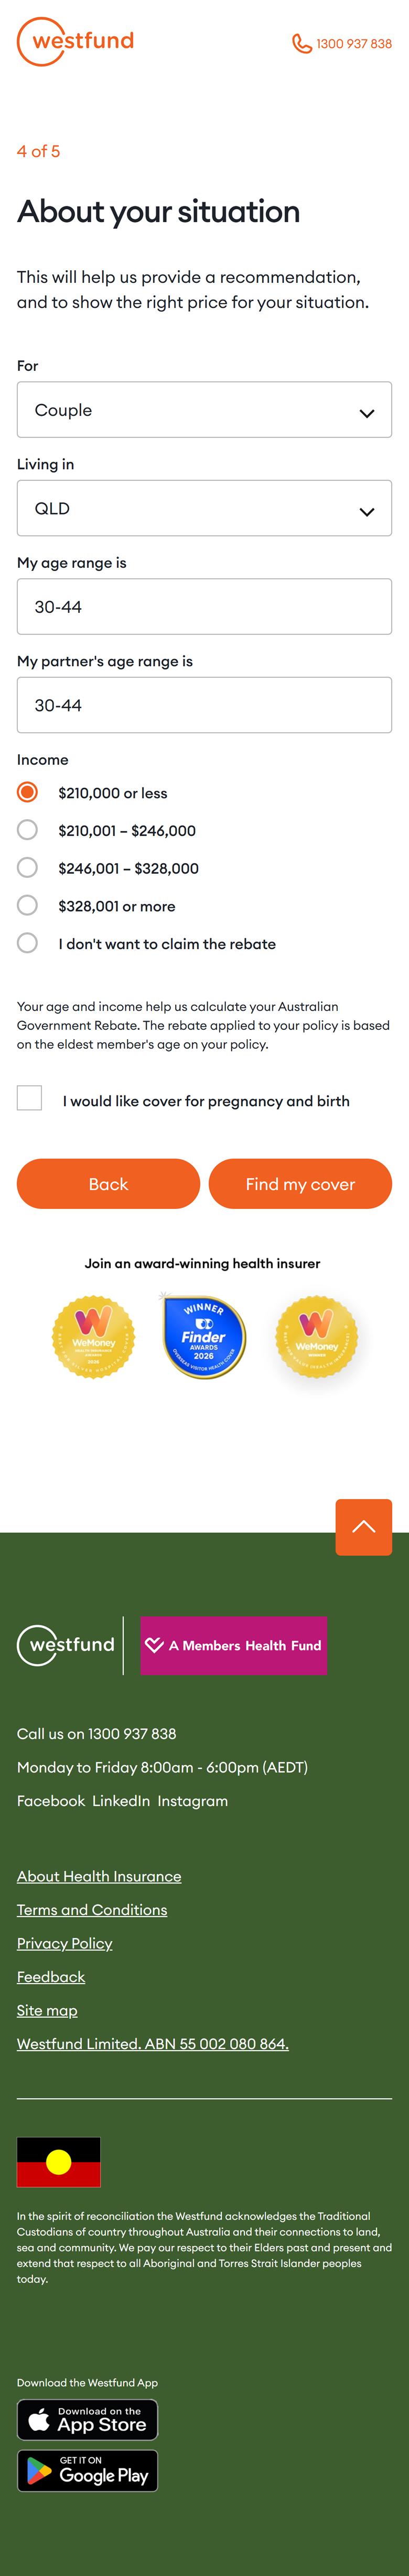 westfund
1300 937 838
4 of 5
About your situation
This will help us provide a recommendation,
and to show the right price for your situation.
For
Couple
Living in
QLD
My age range is
30-44
My partner's age range is
30-44
Income
$210,000 or less
$210,001 – $246,000
$246,001 – $328,000
$328,001 or more
I don't want to claim the rebate
Your age and income help us calculate your Australian
Government Rebate. The rebate applied to your policy is based
on the eldest member's age on your policy.
I would like cover for pregnancy and birth
Back
Find my cover
Join an award-winning health insurer
WeMoney
2026
WINNER
Finder
AWARDS
2026
OVERSEAS VISITOR HEALTH COVER
WeMoney
WINNER
westfund
A Members Health Fund
Call us on 1300 937 838
Monday to Friday 8:00am - 6:00pm (AEDT)
Facebook LinkedIn Instagram
About Health Insurance
Terms and Conditions
Privacy Policy
Feedback
Site map
Westfund Limited. ABN 55 002 080 864.
In the spirit of reconciliation the Westfund acknowledges the Traditional
Custodians of country throughout Australia and their connections to land,
sea and community. We pay our respect to their Elders past and present and
extend that respect to all Aboriginal and Torres Strait Islander peoples
today.
Download the Westfund App
Download on the
App Store
GET IT ON
Google Play